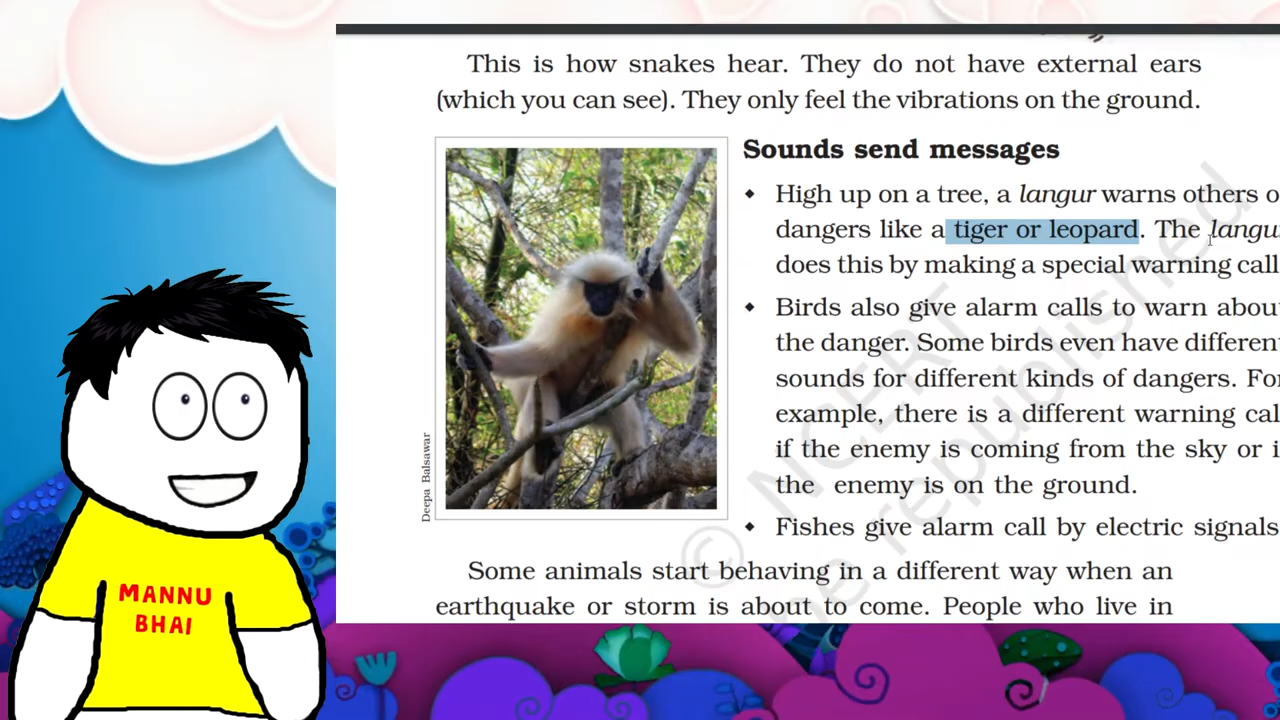 This is how snakes hear. They do not have external ears
(which you can see). They only feel the vibrations on the ground.
Sounds send messages
High up on a tree, a langur warns others
dangers like a tiger or leopard. The
does this by making a special warning call
Birds also give alarm calls to warn
the danger. Some birds even have
sounds for different kinds of dangers.
example, there is a different warning
if the enemy is coming from the sky or
the enemy is on the ground.
Fishes give alarm call by electric signals
Deepa Balsawar
Some animals start behaving in a different way when an
earthquake or storm is about to come. People who live in
© NCERT
be republished
MANNU
BHAI